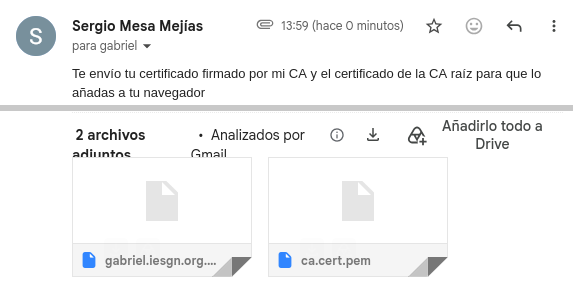 S
Sergio Mesa Mejías
13:59 (hace 0 minutos)
para gabriel
Te envío tu certificado firmado por mi CA y el certificado de la CA raíz para que lo
añadas a tu navegador
2 archivos
adjuntos
• Analizados por
Gmail
Añadirlo todo a
Drive
gabriel.iesgn.org....
ca.cert.pem